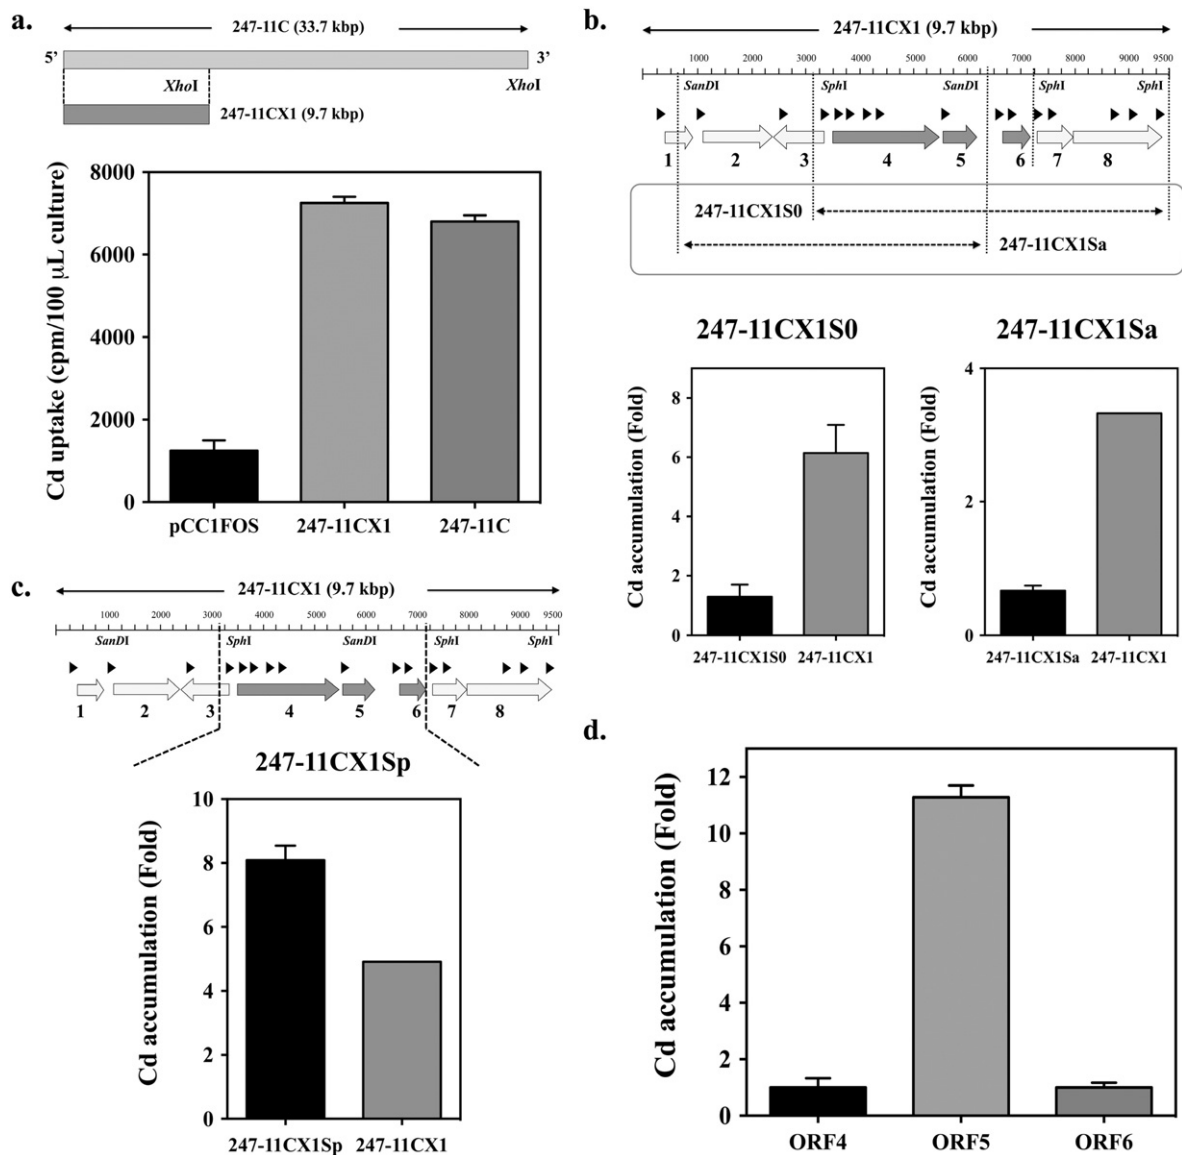 a.
247-11C (33.7 kbp)
5’
3’
XhoI
XhoI
247-11CX1 (9.7 kbp)
Cd uptake (cpm/100 μL culture)
8000
6000
4000
2000
0
pCC1FOS
247-11CX1
247-11C
b.
247-11CX1 (9.7 kbp)
1000 2000 3000 4000 5000 6000 7000 8000 9500
SanDI SphI SanDI SphI SphI
1 2 3 4 5 6 7 8
247-11CX1S0
247-11CX1Sa
247-11CX1S0
Cd accumulation (Fold)
8
6
4
2
0
247-11CX1S0 247-11CX1
247-11CX1Sa
Cd accumulation (Fold)
4
2
0
247-11CX1Sa 247-11CX1
c.
247-11CX1 (9.7 kbp)
1000 2000 3000 4000 5000 6000 7000 8000 9500
SanDI SphI SanDI SphI SphI
1 2 3 4 5 6 7 8
247-11CX1Sp
Cd accumulation (Fold)
10
8
6
4
2
0
247-11CX1Sp 247-11CX1
d.
Cd accumulation (Fold)
12
10
8
6
4
2
0
ORF4 ORF5 ORF6